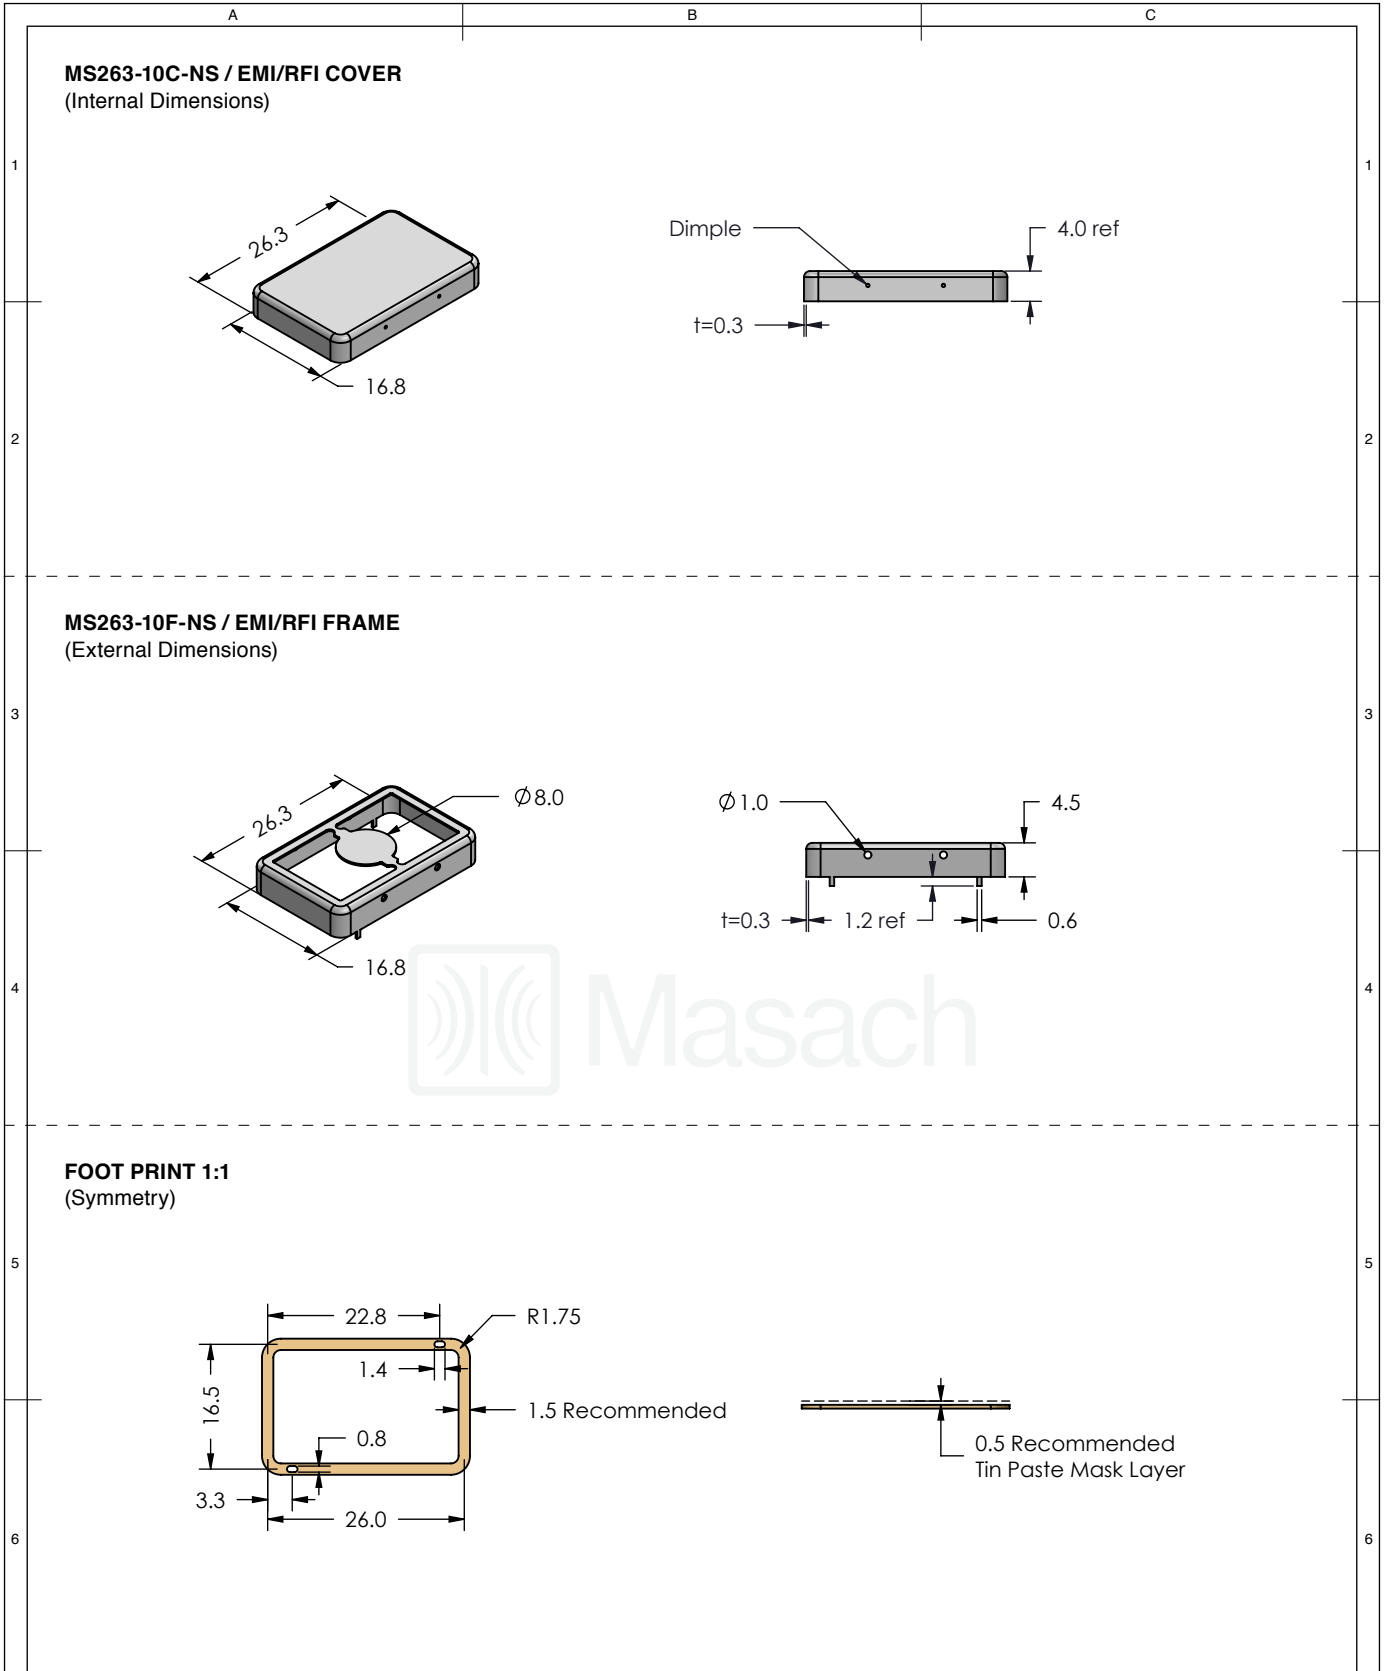 A
B
C
MS263-10C-NS / EMI/RFI COVER
(Internal Dimensions)
1
1
26.3
16.8
Dimple
4.0 ref
t=0.3
2
2
MS263-10F-NS / EMI/RFI FRAME
(External Dimensions)
3
3
26.3
∅8.0
16.8
∅1.0
4.5
t=0.3
1.2 ref
0.6
Masach
4
4
FOOT PRINT 1:1
(Symmetry)
5
5
22.8
R1.75
1.4
16.5
1.5 Recommended
0.8
3.3
26.0
0.5 Recommended
Tin Paste Mask Layer
6
6